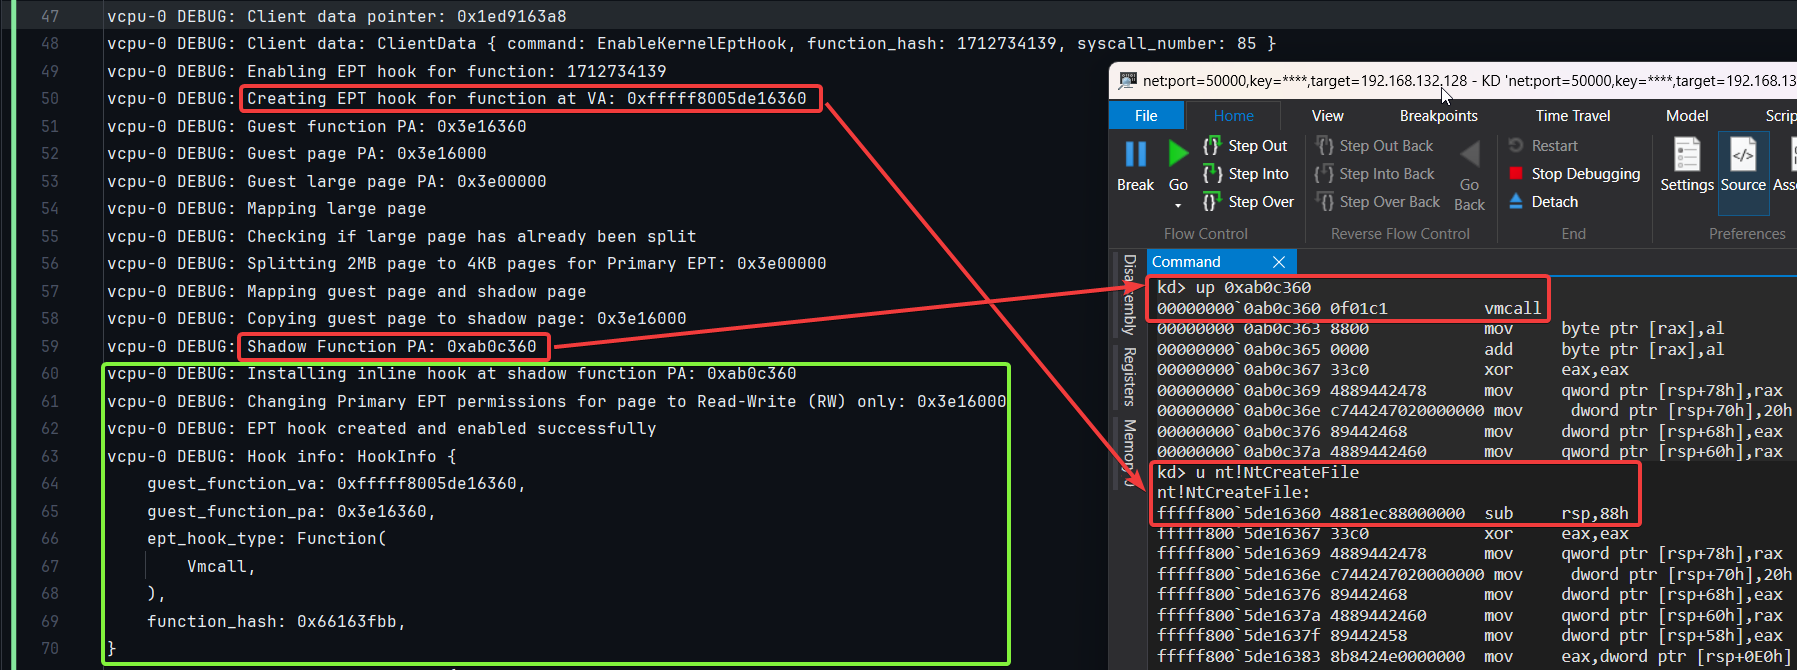 47 vcpu-0 DEBUG: Client data pointer: 0x1ed9163a8
48 vcpu-0 DEBUG: Client data: ClientData { command: EnableKernelEptHook, function_hash: 1712734139, syscall_number: 85 }
49 vcpu-0 DEBUG: Enabling EPT hook for function: 1712734139
50 vcpu-0 DEBUG: Creating EPT hook for function at VA: 0xfffff8005de16360
51 vcpu-0 DEBUG: Guest function PA: 0x3e16360
52 vcpu-0 DEBUG: Guest page PA: 0x3e16000
53 vcpu-0 DEBUG: Guest large page PA: 0x3e00000
54 vcpu-0 DEBUG: Mapping large page
55 vcpu-0 DEBUG: Checking if large page has already been split
56 vcpu-0 DEBUG: Splitting 2MB page to 4KB pages for Primary EPT: 0x3e00000
57 vcpu-0 DEBUG: Mapping guest page and shadow page
58 vcpu-0 DEBUG: Copying guest page to shadow page: 0x3e16000
59 vcpu-0 DEBUG: Shadow Function PA: 0xab0c360
60 vcpu-0 DEBUG: Installing inline hook at shadow function PA: 0xab0c360
61 vcpu-0 DEBUG: Changing Primary EPT permissions for page to Read-Write (RW) only: 0x3e16000
62 vcpu-0 DEBUG: EPT hook created and enabled successfully
63 vcpu-0 DEBUG: Hook info: HookInfo {
64 guest_function_va: 0xfffff8005de16360,
65 guest_function_pa: 0x3e16360,
66 ept_hook_type: Function(
67 Vmcall,
68 ),
69 function_hash: 0x66163fbb,
70 }
net:port=50000,key=****,target=192.168.132.128 - KD 'net:port=50000,key=****,target=192.168.13
File Home View Breakpoints Time Travel Model Scrip
Break
Go
Step Out
Step Into
Step Over
Flow Control
Step Out Back
Step Into Back
Step Over Back
Go Back
Reverse Flow Control
Restart
Stop Debugging
Detach
End
Settings
Source
Ass
Preferences
Disassembly
Registers
Memory 0
Command
kd> up 0xab0c360
00000000`0ab0c360 0f01c1 vmcall
00000000`0ab0c363 8800 mov byte ptr [rax],al
00000000`0ab0c365 0000 add byte ptr [rax],al
00000000`0ab0c367 33c0 xor eax,eax
00000000`0ab0c369 4889442478 mov qword ptr [rsp+78h],rax
00000000`0ab0c36e c744247020000000 mov dword ptr [rsp+70h],20h
00000000`0ab0c376 89442468 mov dword ptr [rsp+68h],eax
00000000`0ab0c37a 4889442460 mov qword ptr [rsp+60h],rax
kd> u nt!NtCreateFile
nt!NtCreateFile:
fffff800`5de16360 4881ec88000000 sub rsp,88h
fffff800`5de16367 33c0 xor eax,eax
fffff800`5de16369 4889442478 mov qword ptr [rsp+78h],rax
fffff800`5de1636e c744247020000000 mov dword ptr [rsp+70h],20h
fffff800`5de16376 89442468 mov dword ptr [rsp+68h],eax
fffff800`5de1637a 4889442460 mov qword ptr [rsp+60h],rax
fffff800`5de1637f 89442458 mov dword ptr [rsp+58h],eax
fffff800`5de16383 8b8424e0000000 mov eax,dword ptr [rsp+0E0h]